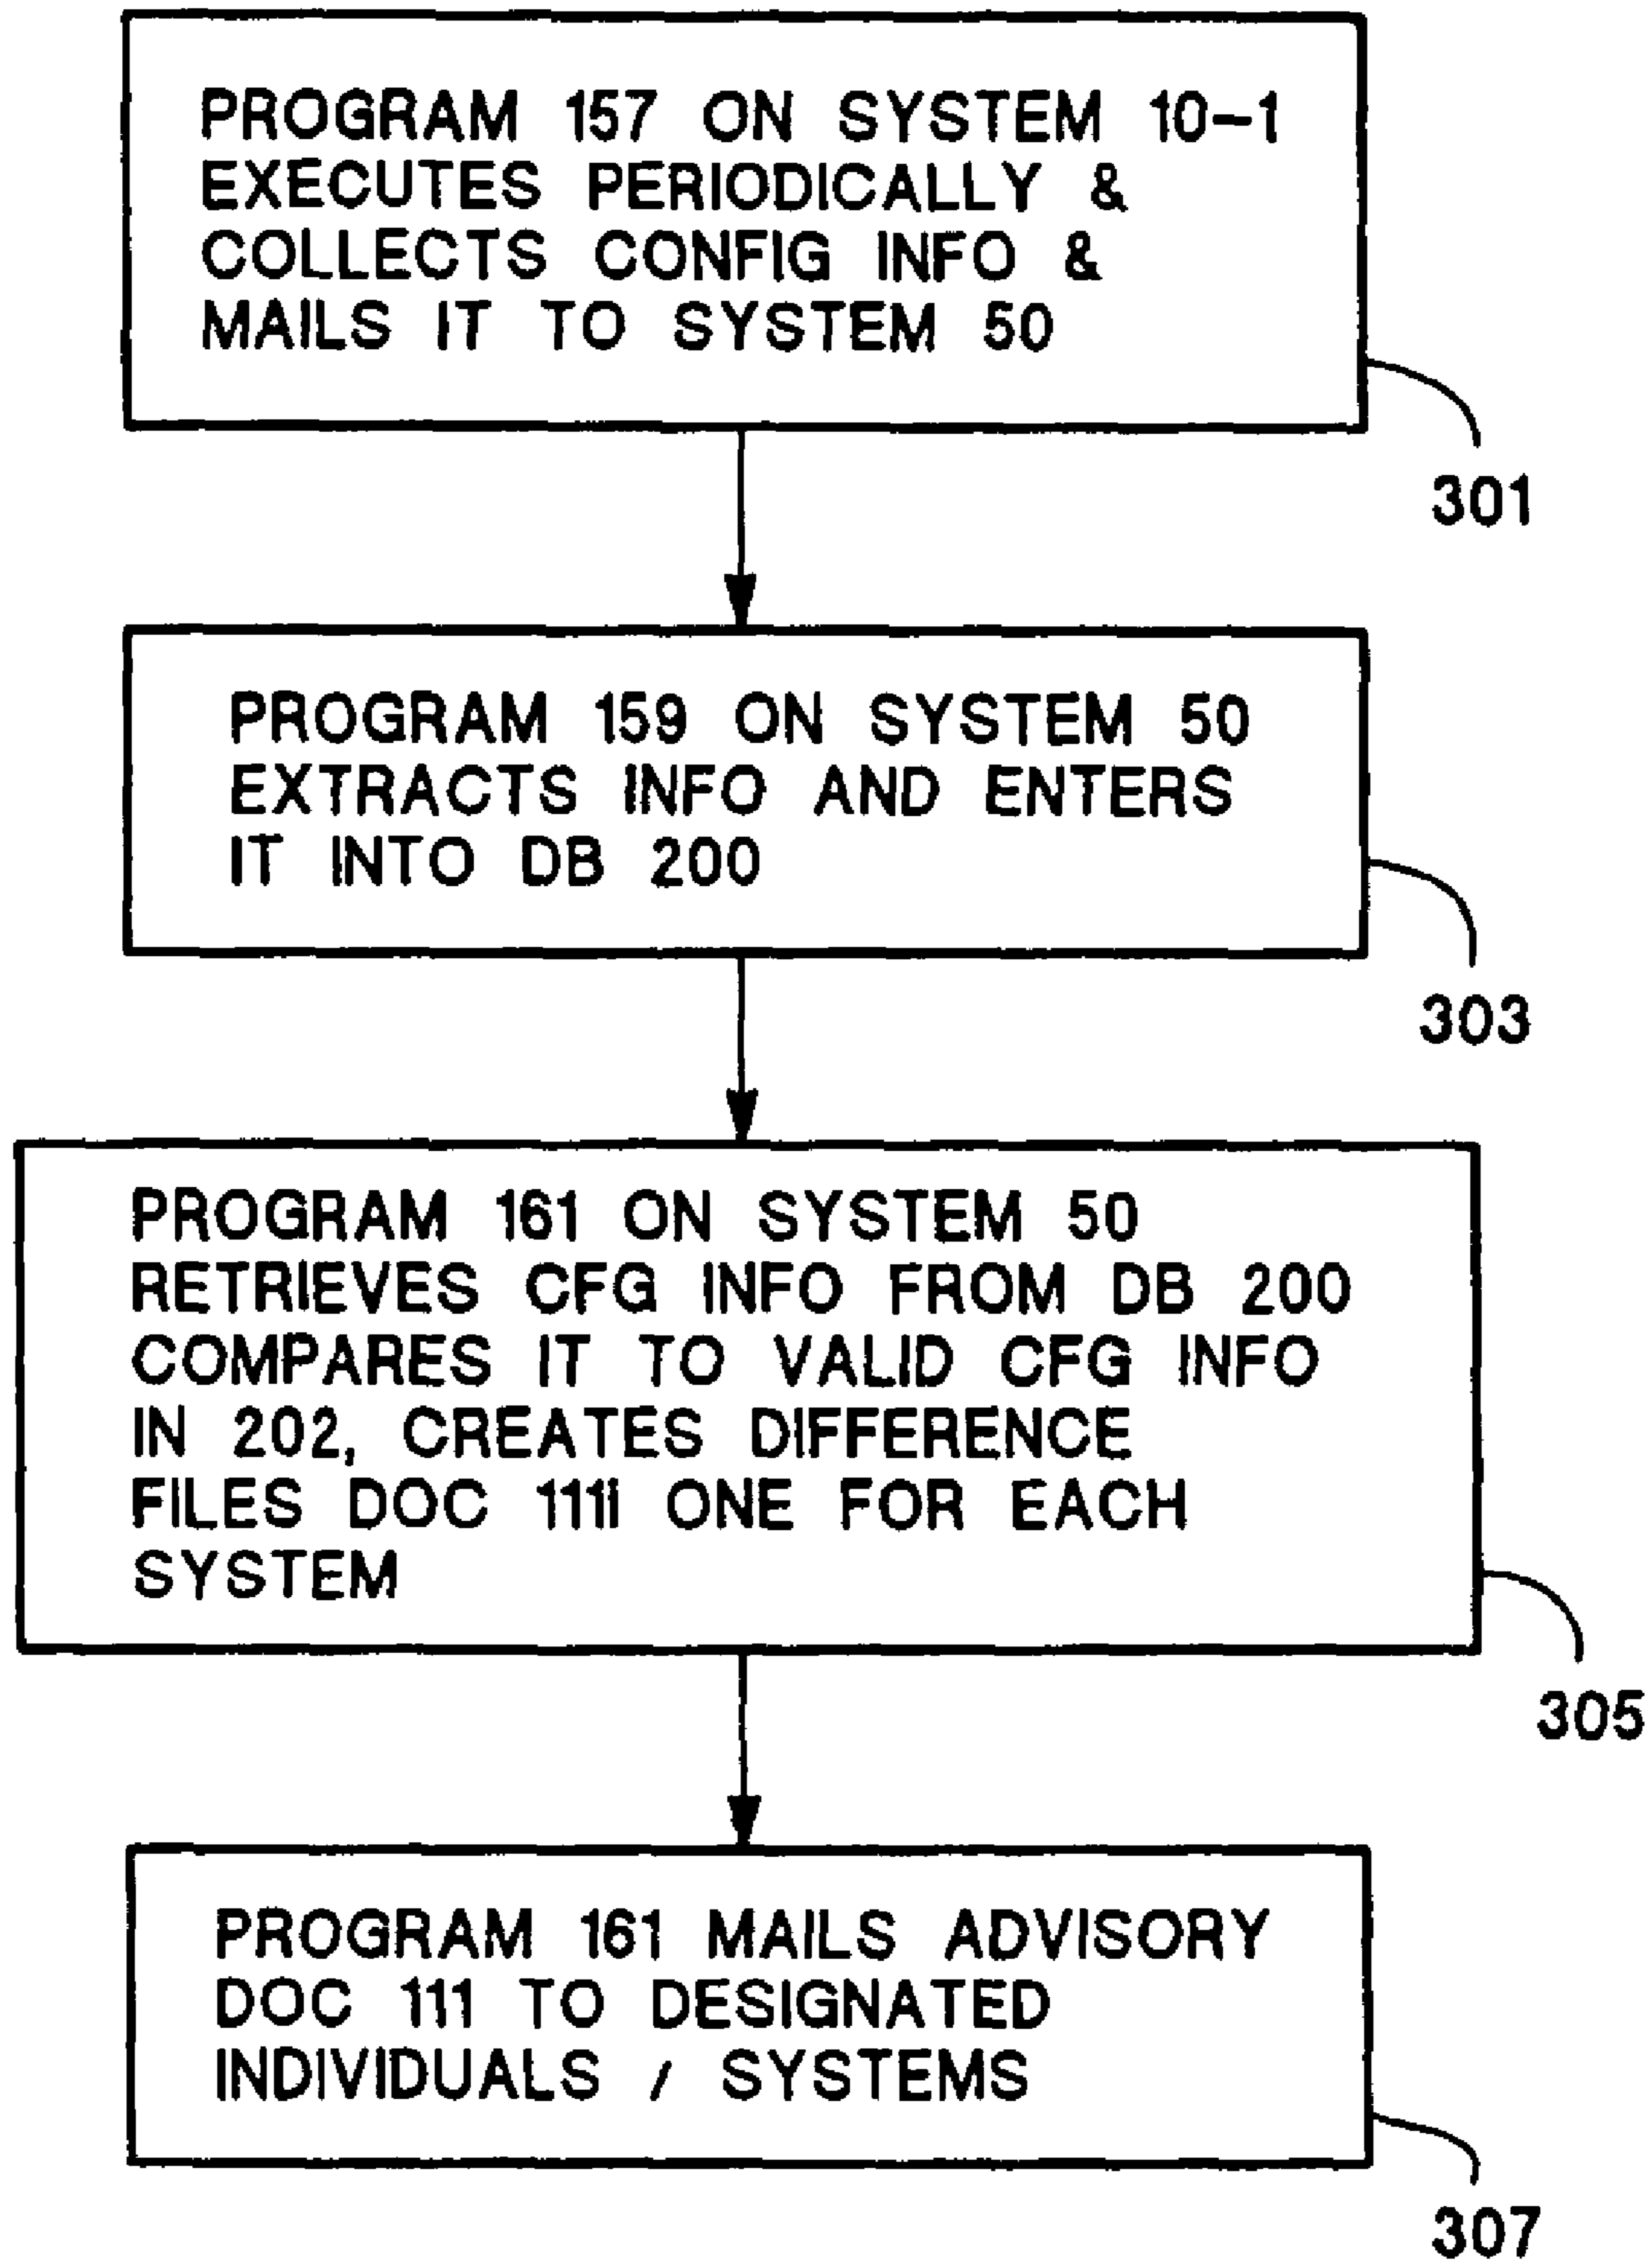 PROGRAM 157 ON SYSTEM 10-1
EXECUTES PERIODICALLY &
COLLECTS CONFIG INFO &
MAILS IT TO SYSTEM 50
301
PROGRAM 159 ON SYSTEM 50
EXTRACTS INFO AND ENTERS
IT INTO DB 200
303
PROGRAM 161 ON SYSTEM 50
RETRIEVES CFG INFO FROM DB 200
COMPARES IT TO VALID CFG INFO
IN 202, CREATES DIFFERENCE
FILES DOC 111I ONE FOR EACH
SYSTEM
305
PROGRAM 161 MAILS ADVISORY
DOC 111 TO DESIGNATED
INDIVIDUALS / SYSTEMS
307